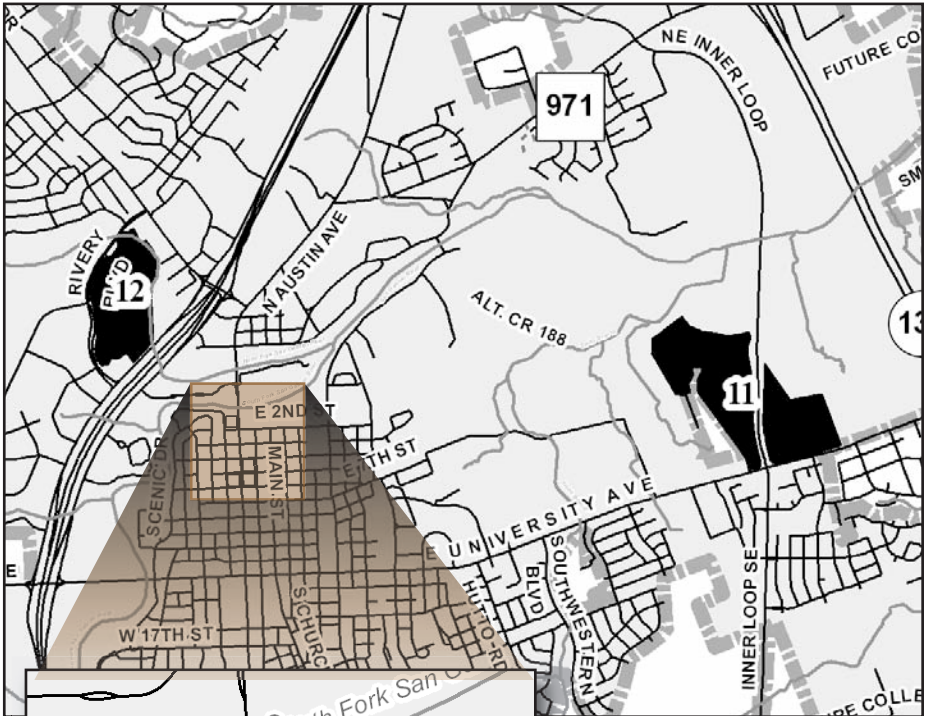 DR
NE INNER LOOP
FUTURE CO
971
SM
RIVERY
BLVD
12
N AUSTIN AVE
ALT. CR 188
13
11
E 2ND ST
MAIN ST
SCENIC DR
TH ST
E UNIVERSITY AVE
E
SOUTHWESTERN
BLVD
HUTTO RD
S CHURCH
W 17TH ST
INNER LOOP SE
Fork San